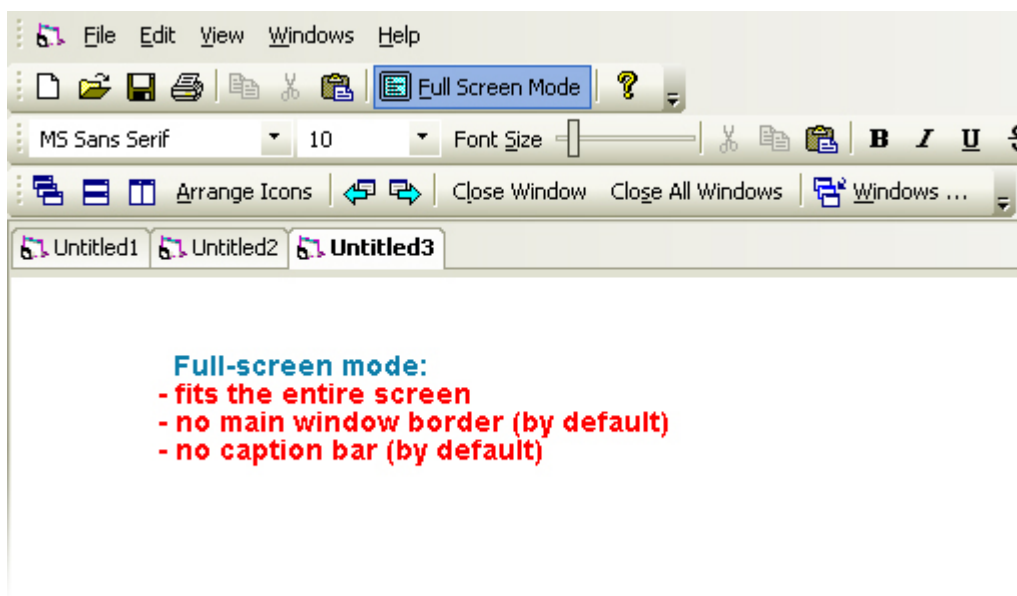 File Edit View Windows Help
Full Screen Mode
MS Sans Serif 10 Font Size B I U
Arrange Icons Close Window Close All Windows Windows ...
Untitled1 Untitled2 Untitled3
Full-screen mode:
- fits the entire screen
- no main window border (by default)
- no caption bar (by default)